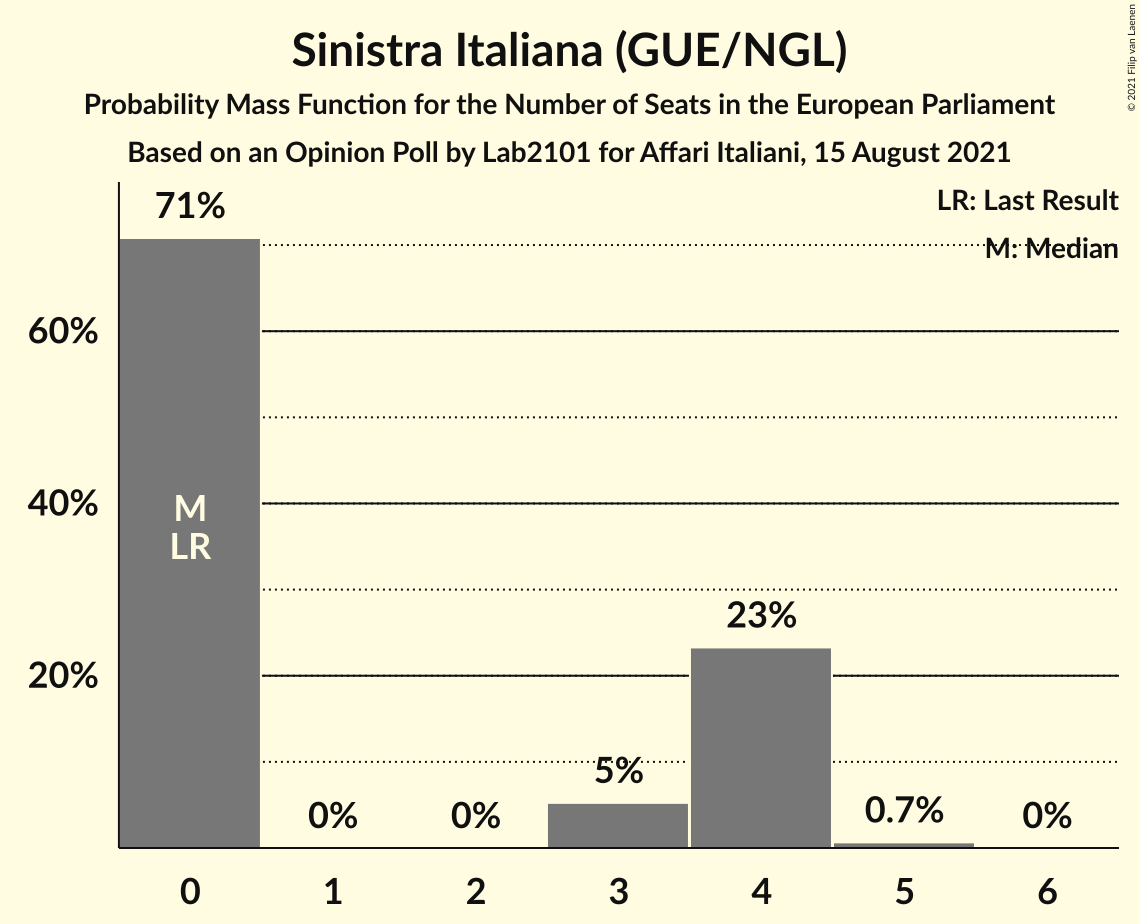 Sinistra Italiana (GUE/NGL)
Probability Mass Function for the Number of Seats in the European Parliament
Based on an Opinion Poll by Lab2101 for Affari Italiani, 15 August 2021
© 2021 Filip van Laenen
LR: Last Result
M: Median
71%
60%
40%
20%
M
LR
0%
0%
5%
23%
0.7%
0%
0 1 2 3 4 5 6